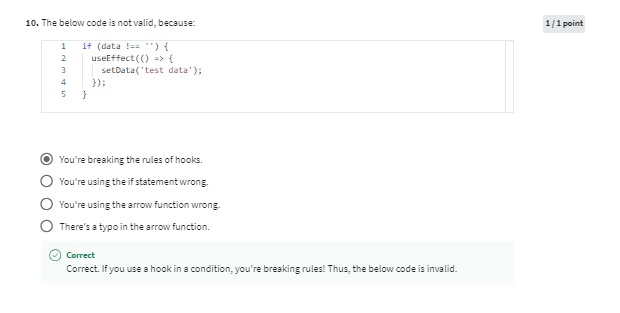 10. The below code is not valid, because:
1 / 1 point
1 if (data !== '') {
2 useEffect(() => {
3 setData('test data');
4 });
5 }
You're breaking the rules of hooks.
You're using the if statement wrong.
You're using the arrow function wrong.
There's a typo in the arrow function.
Correct
Correct. If you use a hook in a condition, you're breaking rules! Thus, the below code is invalid.